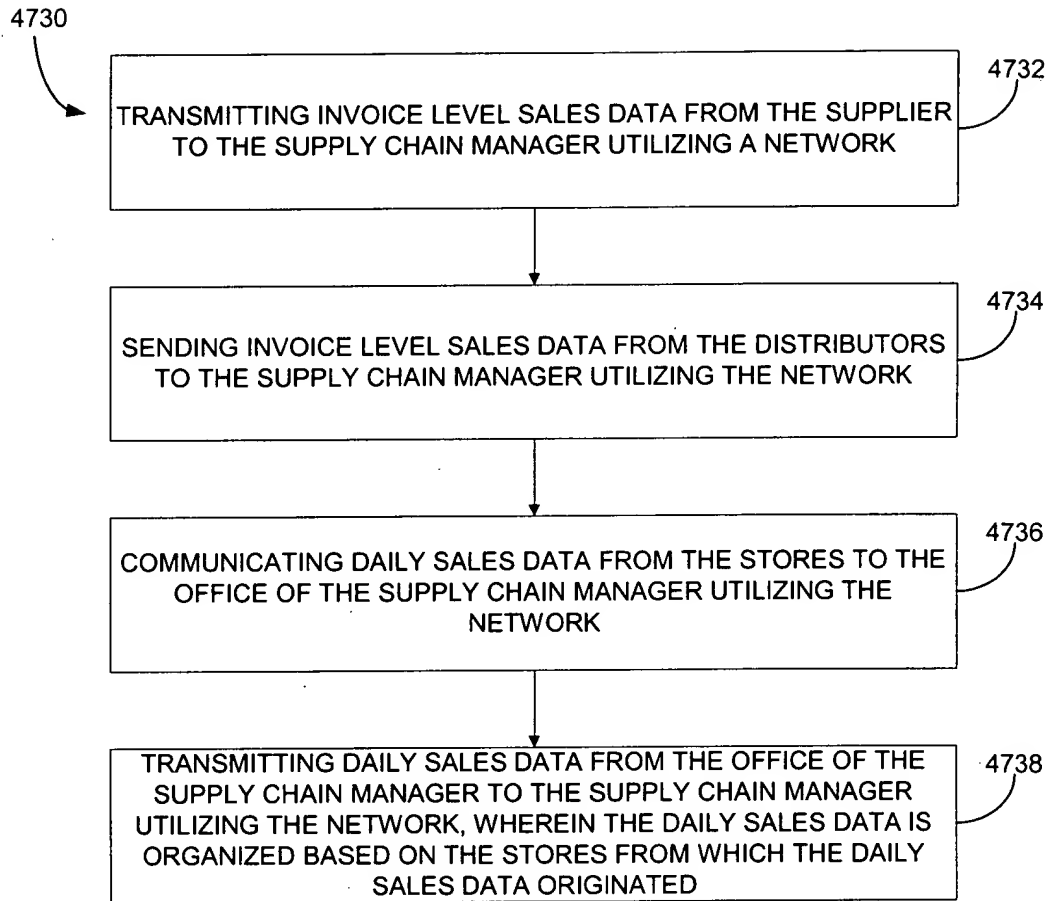 4730
4732
TRANSMITTING INVOICE LEVEL SALES DATA FROM THE SUPPLIER
TO THE SUPPLY CHAIN MANAGER UTILIZING A NETWORK
4734
SENDING INVOICE LEVEL SALES DATA FROM THE DISTRIBUTORS
TO THE SUPPLY CHAIN MANAGER UTILIZING THE NETWORK
4736
COMMUNICATING DAILY SALES DATA FROM THE STORES TO THE
OFFICE OF THE SUPPLY CHAIN MANAGER UTILIZING THE
NETWORK
4738
TRANSMITTING DAILY SALES DATA FROM THE OFFICE OF THE
SUPPLY CHAIN MANAGER TO THE SUPPLY CHAIN MANAGER
UTILIZING THE NETWORK, WHEREIN THE DAILY SALES DATA IS
ORGANIZED BASED ON THE STORES FROM WHICH THE DAILY
SALES DATA ORIGINATED